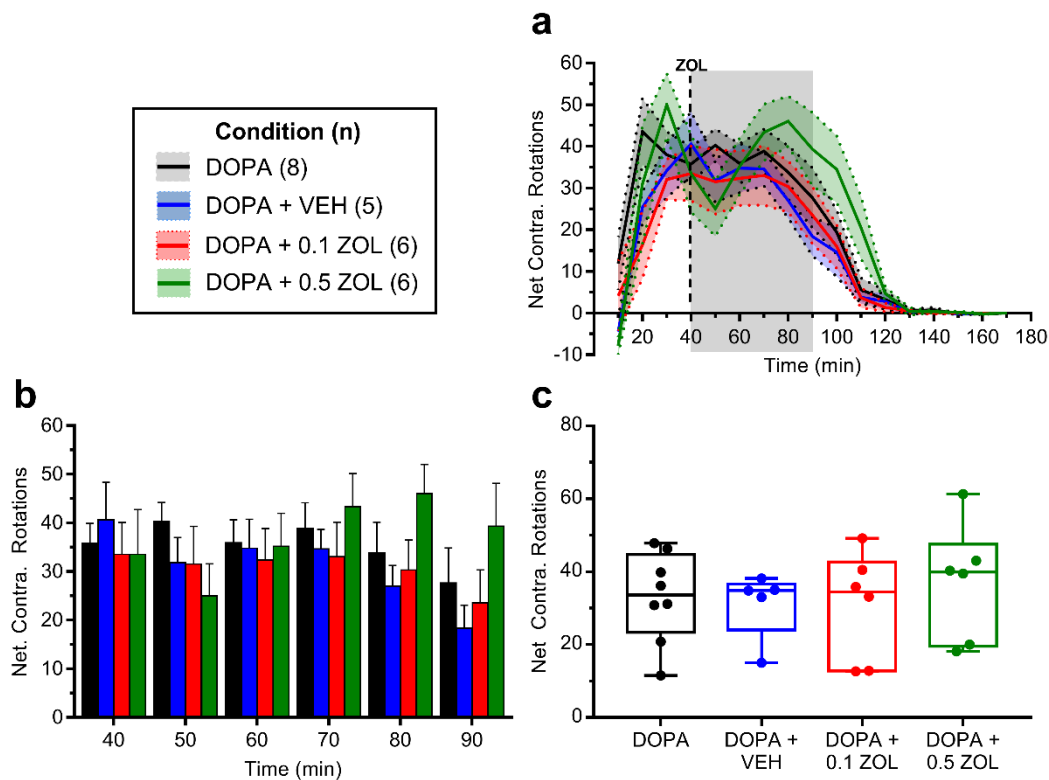 a
ZOL
Net Contra. Rotations
60
50
40
30
20
10
0
-10
20 40 60 80 100 120 140 160 180
Time (min)
Condition (n)
DOPA (8)
DOPA + VEH (5)
DOPA + 0.1 ZOL (6)
DOPA + 0.5 ZOL (6)
b
Net. Contra. Rotations
60
50
40
30
20
10
0
40 50 60 70 80 90
Time (min)
c
Net Contra. Rotations
80
60
40
20
0
DOPA DOPA + DOPA + DOPA +
VEH 0.1 ZOL 0.5 ZOL